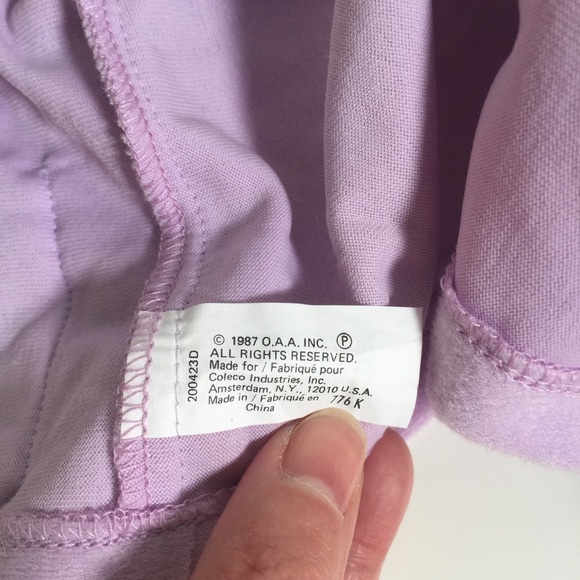 © 1987 O.A.A. INC. Ⓟ
ALL RIGHTS RESERVED.
Made for / Fabriqué pour
Coleco Industries, Inc.
Amsterdam, N.Y., 12010 U.S.A.
Made in / Fabriqué en 776 K
China
200423D